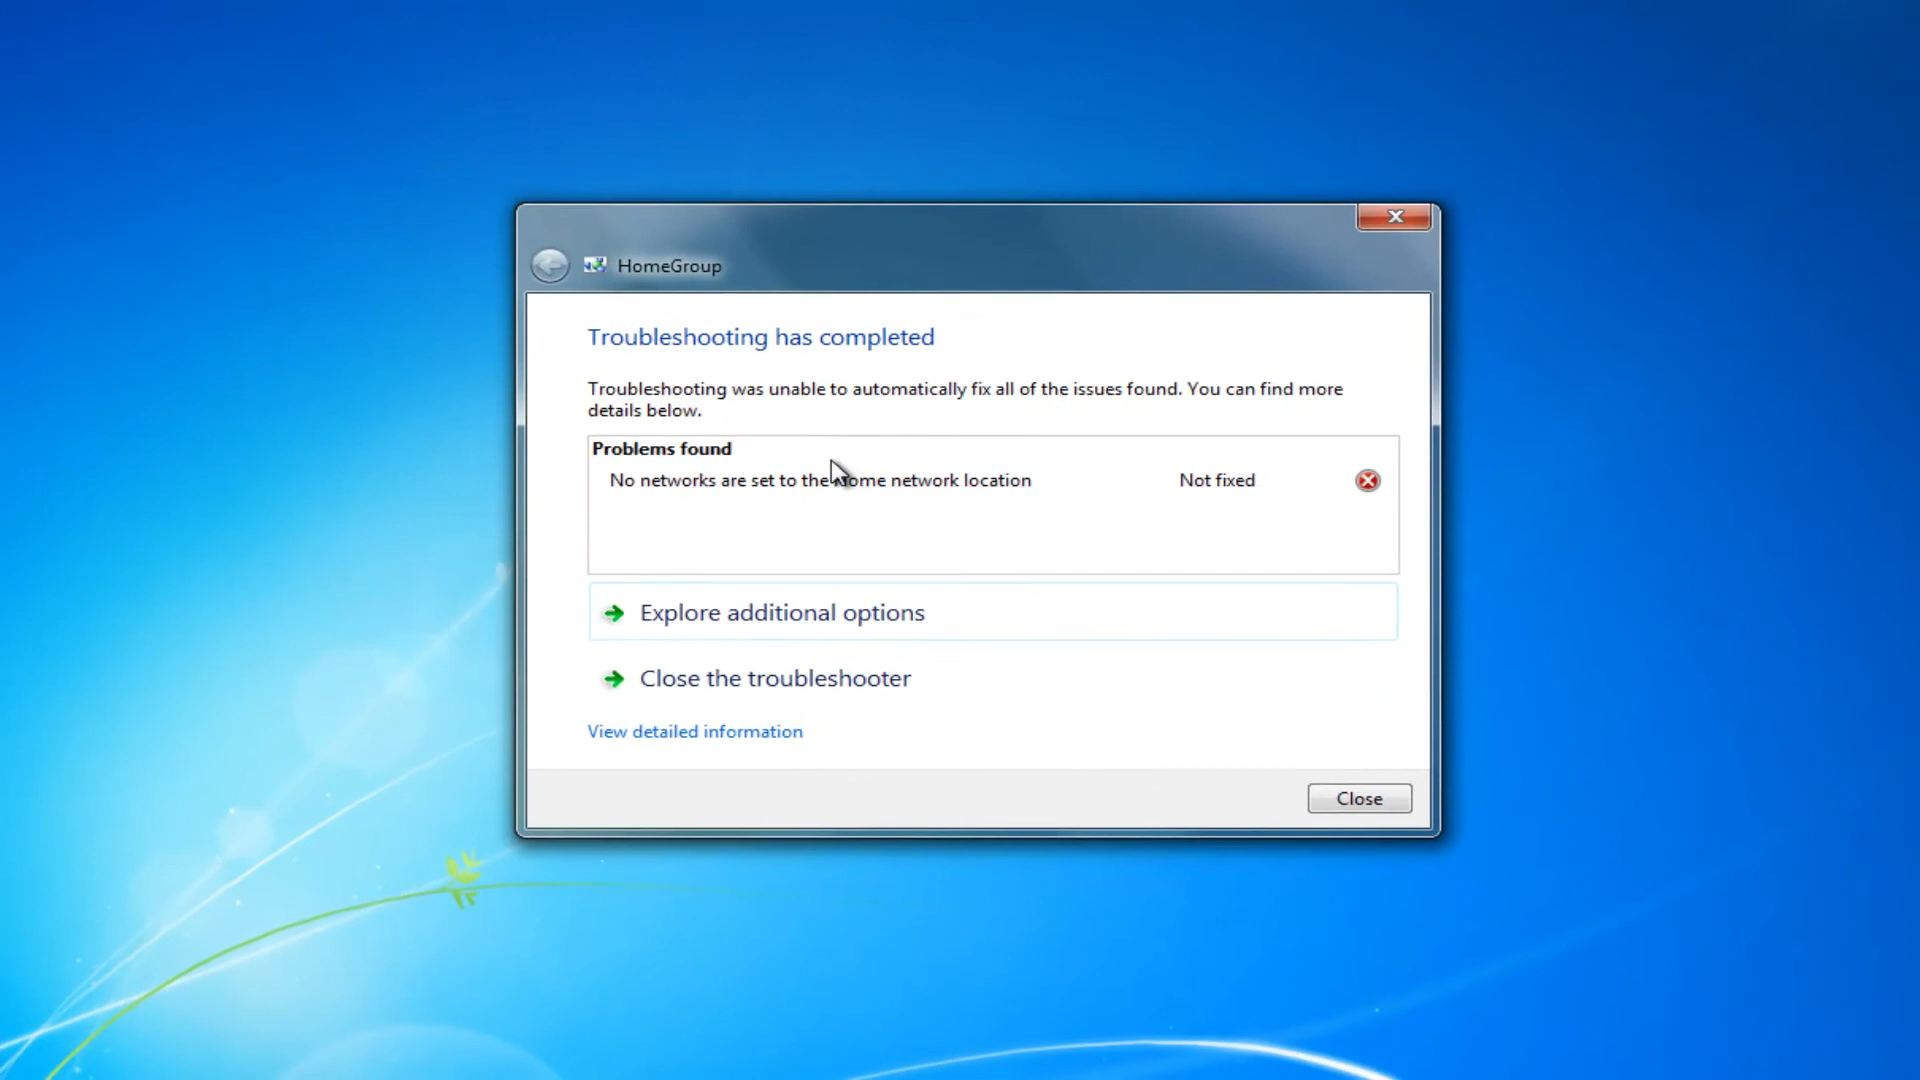 HomeGroup
Troubleshooting has completed
Troubleshooting was unable to automatically fix all of the issues found. You can find more
details below.
Problems found
No networks are set to the home network location Not fixed
Explore additional options
Close the troubleshooter
View detailed information
Close